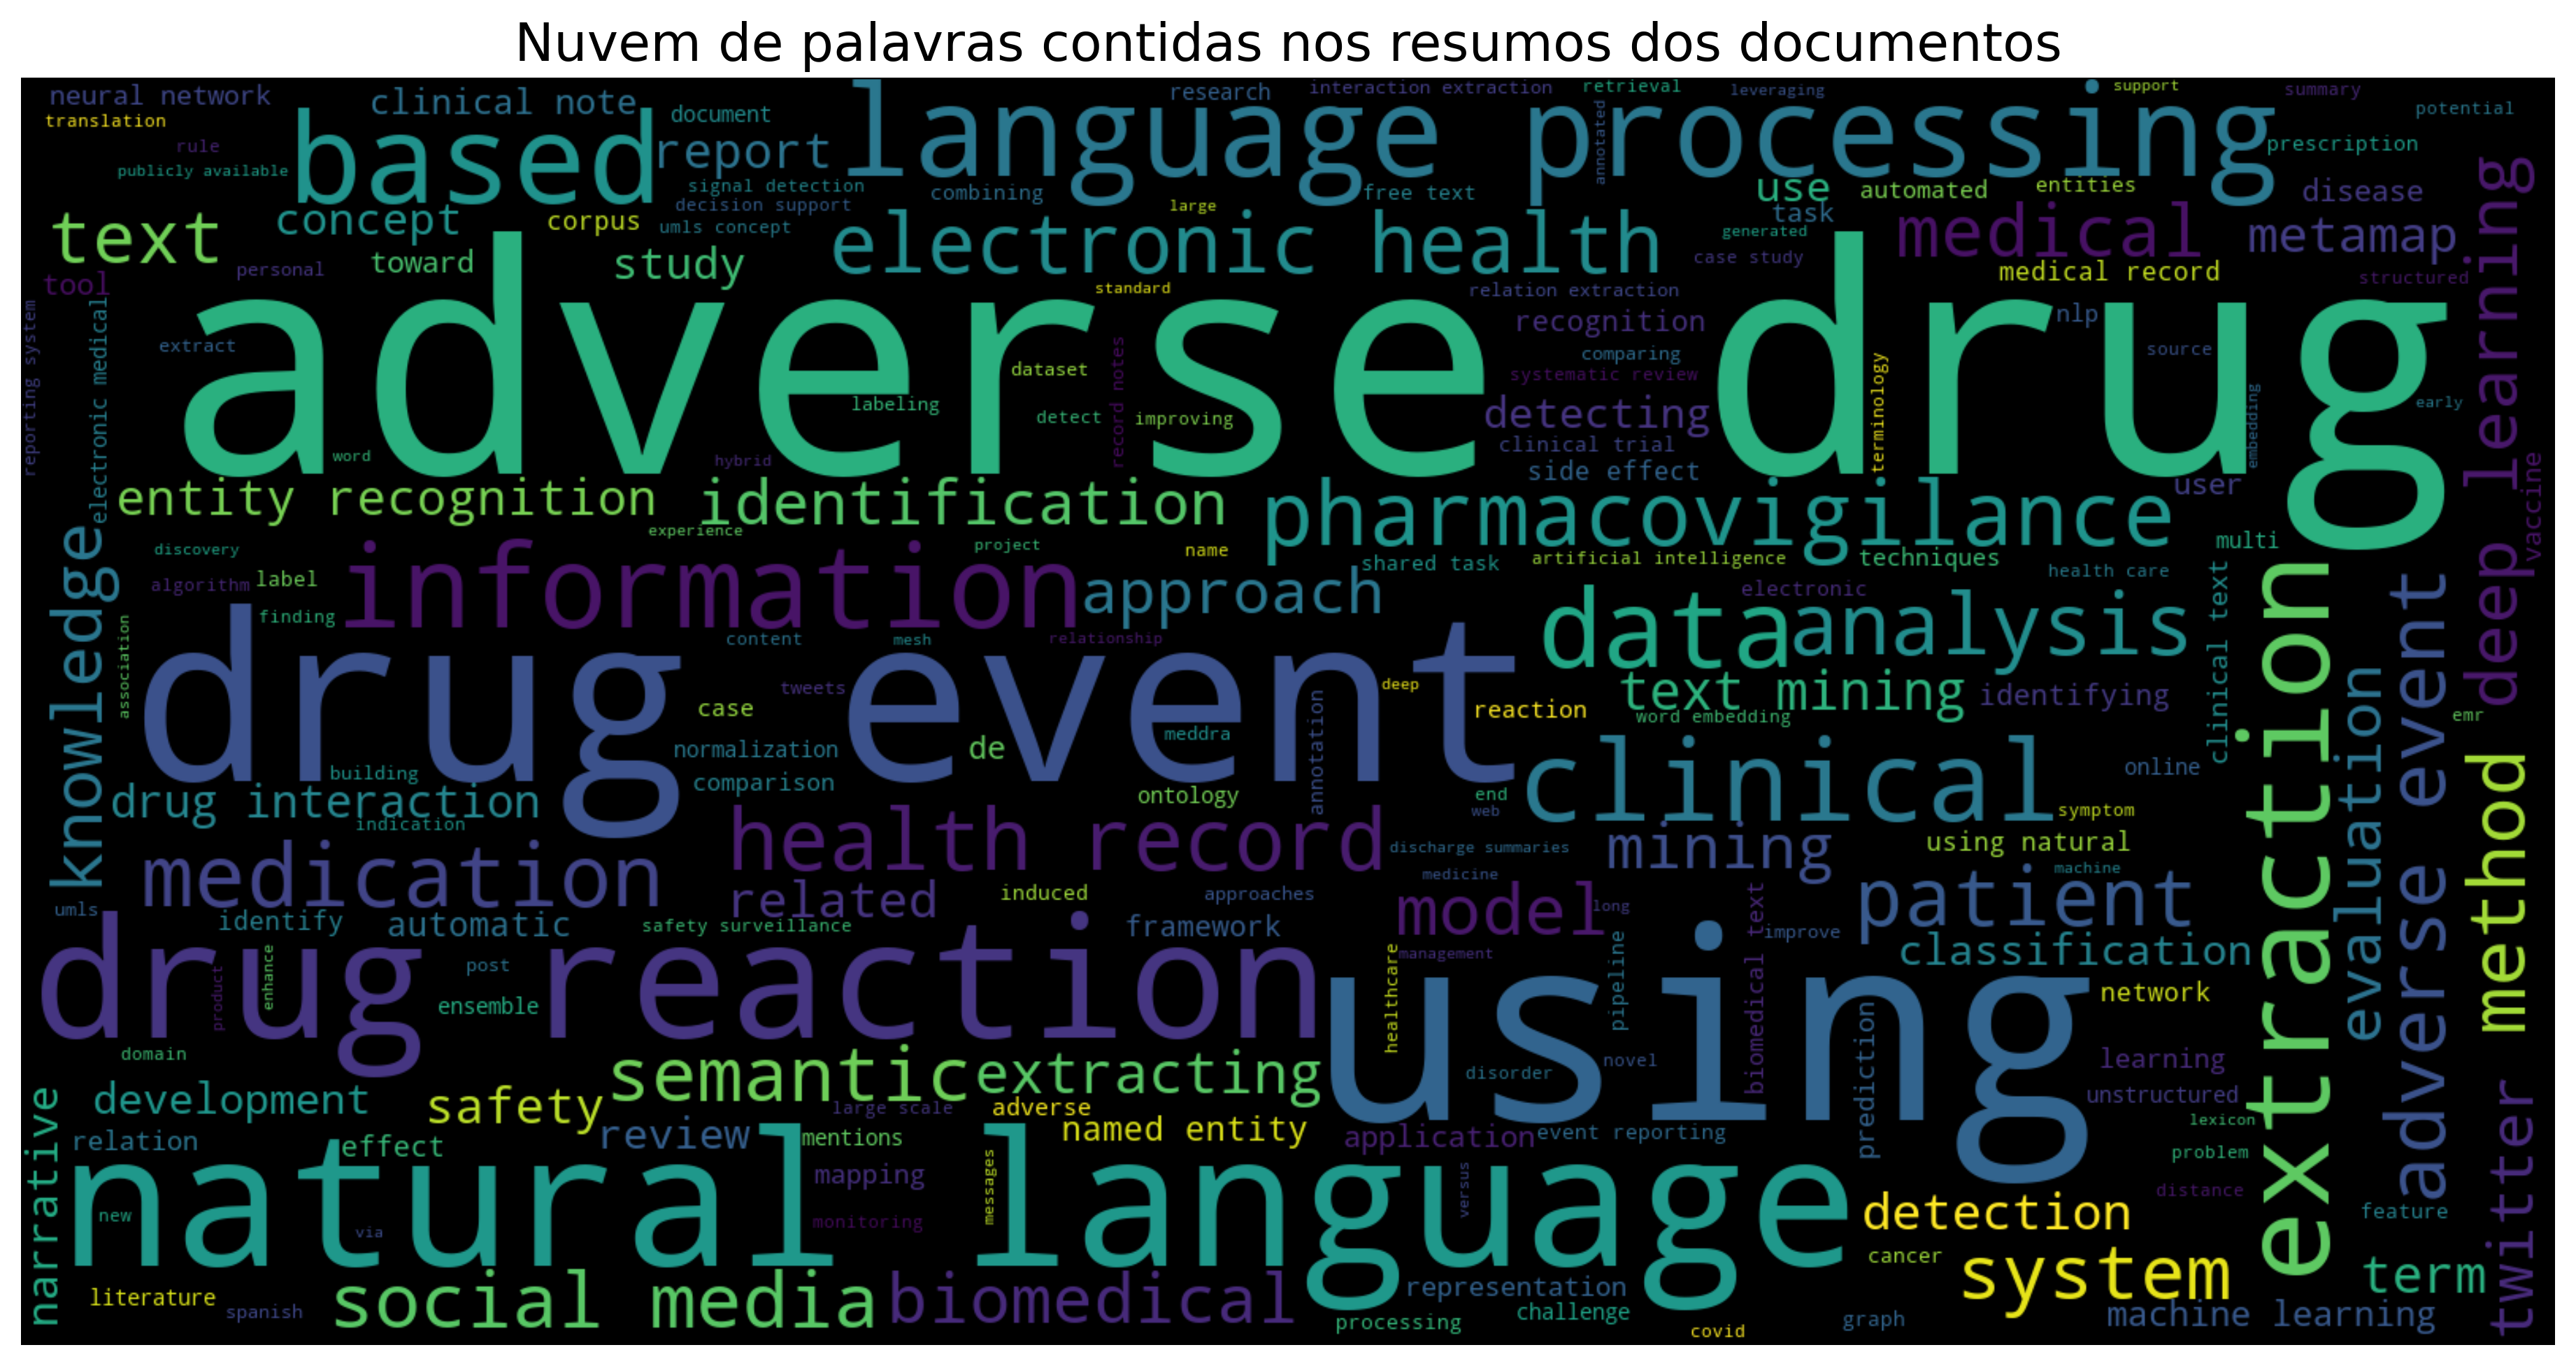 Nuvem de palavras contidas nos resumos dos documentos
neural network
clinical note
document
research
interaction extraction
retrieval
leveraging
support
summary
potential
translation
rule
publicly available
based
report
language processing
annotated
prescription
signal detection
decision support
umls concept
combining
free text
large
use
task
automated
entities
disease
text
concept
corpus
generated
medical
metamap
tool
personal
toward
study
electronic health
case study
medical record
structured
deep learning
reporting system
electronic medical
extract
adverse drug
standard
relation extraction
recognition
nlp
comparing
source
systematic review
dataset
record notes
labeling
detect
improving
detecting
terminology
embedding
early
clinical trial
side effect
word
hybrid
user
vaccine
entity recognition
identification
pharmacovigilance
experience
discovery
project
name
shared task
artificial intelligence
techniques
multi
health care
algorithm
label
information
approach
electronic
knowledge
finding
data
analysis
clinical text
extraction
adverse event
association
content
mesh
relationship
drug event
tweets
deep
text mining
identifying
case
reaction
word embedding
emr
normalization
de
meddra
annotation
building
comparison
clinical
online
evaluation
method
drug interaction
ontology
end
web
symptom
indication
health record
discharge summaries
mining
using natural
medication
medicine
machine
related
induced
approaches
model
long
biomedical text
patient
umls
identify
automatic
safety surveillance
framework
improve
classification
drug reaction
product
enhance
post
ensemble
healthcare
management
pipeline
using
network
prediction
domain
semantic
extracting
disorder
novel
learning
narrative
development
safety
large scale
adverse
unstructured
lexicon
relation
effect
review
mentions
named entity
application
event reporting
problem
twitter
natural language
mapping
messages
versus
distance
new
via
monitoring
detection
feature
cancer
system
term
literature
spanish
social media
biomedical
representation
challenge
processing
covid
graph
machine learning